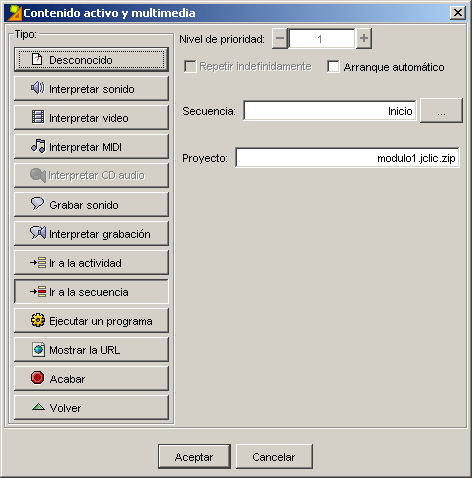 Contenido activo y multimedia
Tipo:
Desconocido
Interpretar sonido
Interpretar video
Interpretar MIDI
Interpretar CD audio
Grabar sonido
Interpretar grabación
Ir a la actividad
Ir a la secuencia
Ejecutar un programa
Mostrar la URL
Acabar
Volver
Nivel de prioridad: 1
Repetir indefinidamente Arranque automático
Secuencia: Inicio ...
Proyecto: modulo1.jclic.zip
Aceptar Cancelar